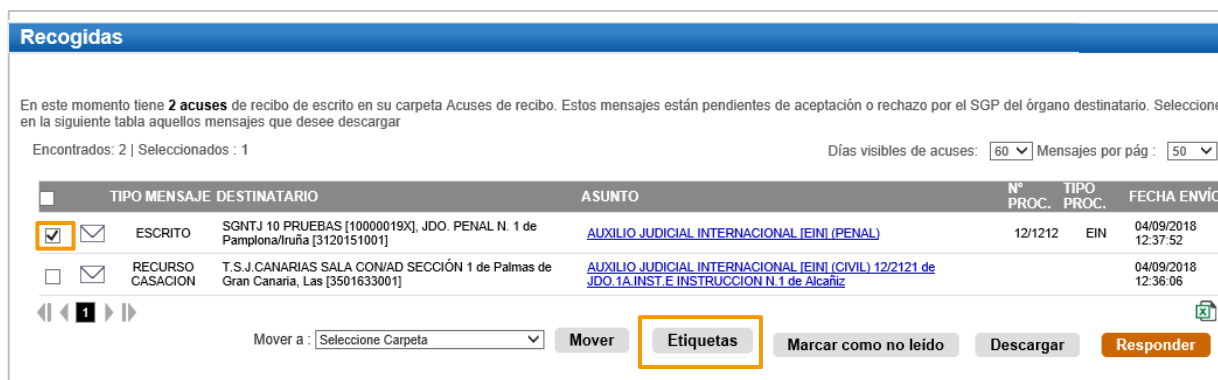 Recogidas
En este momento tiene 2 acuses de recibo de escrito en su carpeta Acuses de recibo. Estos mensajes están pendientes de aceptación o rechazo por el SGP del órgano destinatario. Seleccione
en la siguiente tabla aquellos mensajes que desee descargar
Encontrados: 2 | Seleccionados : 1
Días visibles de acuses: 60 Mensajes por pág : 50
TIPO MENSAJE DESTINATARIO ASUNTO Nº PROC. TIPO PROC. FECHA ENVÍO
ESCRITO SGNTJ 10 PRUEBAS [10000019X], JDO. PENAL N. 1 de
Pamplona/Iruña [3120151001]
AUXILIO JUDICIAL INTERNACIONAL [EIN] (PENAL)
12/1212 EIN 04/09/2018
12:37:52
RECURSO
CASACION
T.S.J.CANARIAS SALA CON/AD SECCIÓN 1 de Palmas de
Gran Canaria, Las [3501633001]
AUXILIO JUDICIAL INTERNACIONAL [EIN] (CIVIL) 12/2121 de
JDO.1A.INST.E INSTRUCCION N.1 de Alcañiz
04/09/2018
12:36:06
1
Mover a : Seleccione Carpeta Mover Etiquetas Marcar como no leído Descargar Responder